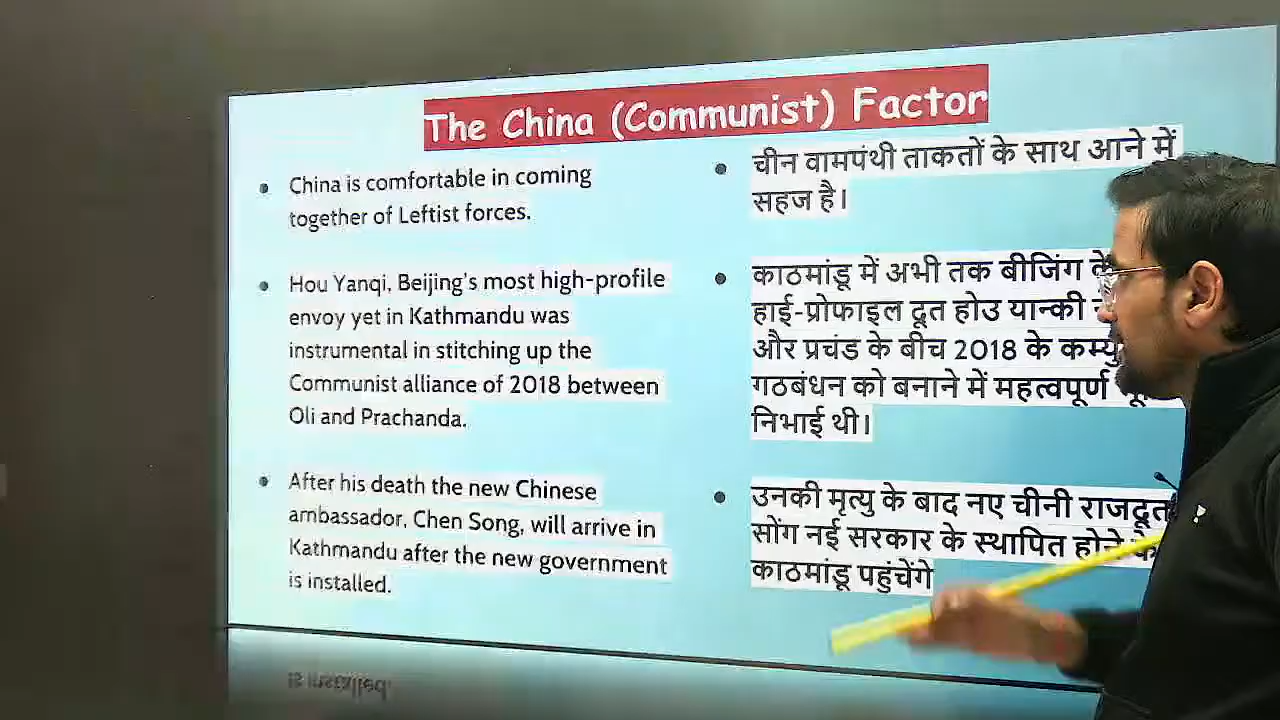 The China (Communist) Factor
China is comfortable in coming
together of Leftist forces.
Hou Yanqi, Beijing's most high-profile
envoy yet in Kathmandu was
instrumental in stitching up the
Communist alliance of 2018 between
Oli and Prachanda.
After his death the new Chinese
ambassador, Chen Song, will arrive in
Kathmandu after the new government
is installed.
चीन वामपंथी ताकतों के साथ आने में
सहज है।
काठमांडू में अभी तक बीजिंग के
हाई-प्रोफाइल दूत होउ यान्की
और प्रचंड के बीच 2018 के
गठबंधन को बनाने में महत्वपूर्ण
निभाई थी।
उनकी मृत्यु के बाद नए चीनी राजदूत
सोंग नई सरकार के स्थापित होने के
काठमांडू पहुंचेंगे